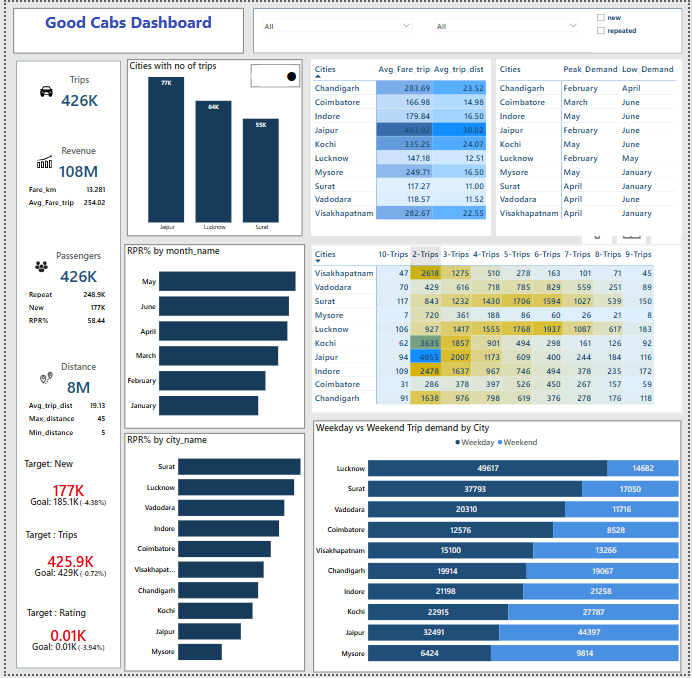 Good Cabs Dashboard
All
All
new
repeated
Trips
426K
Revenue
108M
Fare_km 13.281
Avg_Fare_trip 254.02
Passengers
426K
Repeat 248.9K
New 177K
RPR% 58.44
Distance
8M
Avg_trip_dist 19.13
Max_distance 45
Min_distance 5
Target: New
177K
Goal: 185.1K (-4.38%)
Target : Trips
425.9K
Goal: 429K (-0.72%)
Target : Rating
0.01K
Goal: 0.01K (-3.94%)
Cities with no of trips
77K
64K
55K
Jaipur Lucknow Surat
Cities Avg_Fare_trip Avg_trip_dist
Chandigarh 283.69 23.52
Coimbatore 166.98 14.98
Indore 179.84 16.50
Jaipur 483.92 30.02
Kochi 335.25 24.07
Lucknow 147.18 12.51
Mysore 249.71 16.50
Surat 117.27 11.00
Vadodara 118.57 11.52
Visakhapatnam 282.67 22.55
Cities Peak_Demand Low_Demand
Chandigarh February April
Coimbatore March June
Indore May June
Jaipur February June
Kochi May June
Lucknow February May
Mysore May January
Surat April January
Vadodara April June
Visakhapatnam April January
RPR% by month_name
May
June
April
March
February
January
Cities 10-Trips 2-Trips 3-Trips 4-Trips 5-Trips 6-Trips 7-Trips 8-Trips 9-Trips
Visakhapatnam 47 2618 1275 510 278 163 101 71 45
Vadodara 70 429 616 718 785 829 559 251 89
Surat 117 843 1232 1430 1706 1594 1027 539 150
Mysore 7 720 361 188 86 60 26 21 8
Lucknow 106 927 1417 1555 1768 1937 1087 617 183
Kochi 62 3635 1857 901 494 298 161 126 92
Jaipur 94 4855 2007 1173 609 400 244 184 116
Indore 109 2478 1637 967 746 494 378 235 172
Coimbatore 31 286 378 397 526 450 267 157 59
Chandigarh 91 1638 976 798 619 376 278 176 118
RPR% by city_name
Surat
Lucknow
Vadodara
Indore
Coimbatore
Visakhapat...
Chandigarh
Kochi
Jaipur
Mysore
Weekday vs Weekend Trip demand by City
Weekday Weekend
Lucknow 49617 14682
Surat 37793 17050
Vadodara 20310 11716
Coimbatore 12576 8528
Visakhapatnam 15100 13266
Chandigarh 19914 19067
Indore 21198 21258
Kochi 22915 27787
Jaipur 32491 44397
Mysore 6424 9814